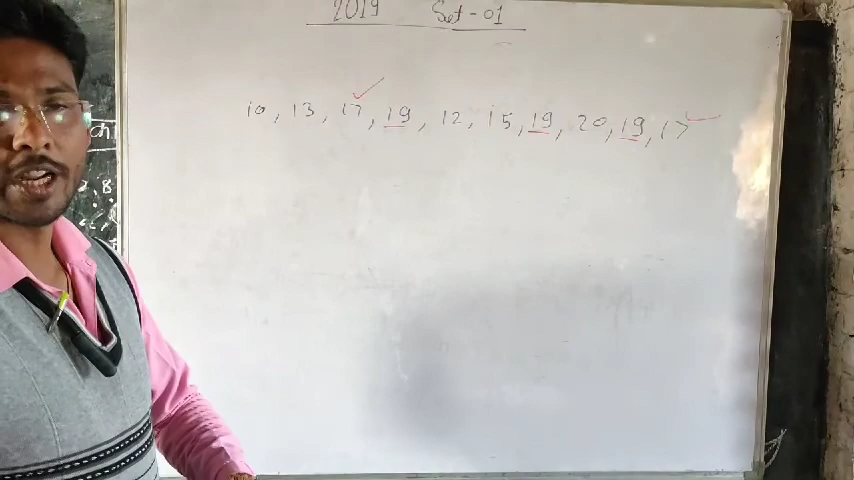 2019 Set-01
10, 13, 17, 19, 12, 15, 19, 20, 19, 17